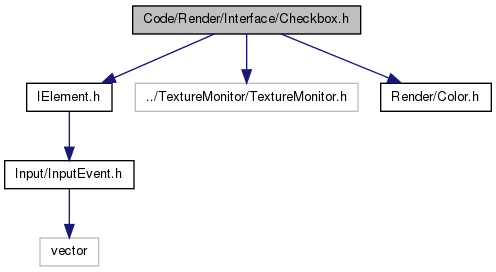 Code/Render/Interface/Checkbox.h
IElement.h
../TextureMonitor/TextureMonitor.h
Render/Color.h
Input/InputEvent.h
vector